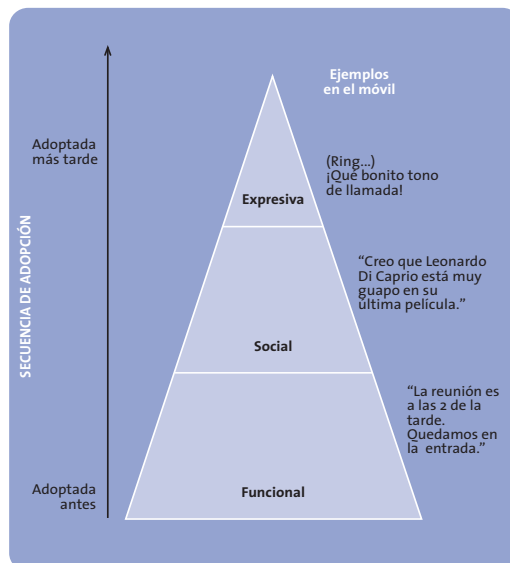 Ejemplos
en el móvil
Adoptada
más tarde
(Ring...)
¡Qué bonito tono
de llamada!
Expresiva
SECUENCIA DE ADOPCIÓN
“Creo que Leonardo
Di Caprio está muy
guapo en su
última película.”
Social
“La reunión es
a las 2 de la
tarde.
Quedamos en
la entrada.”
Adoptada
antes
Funcional